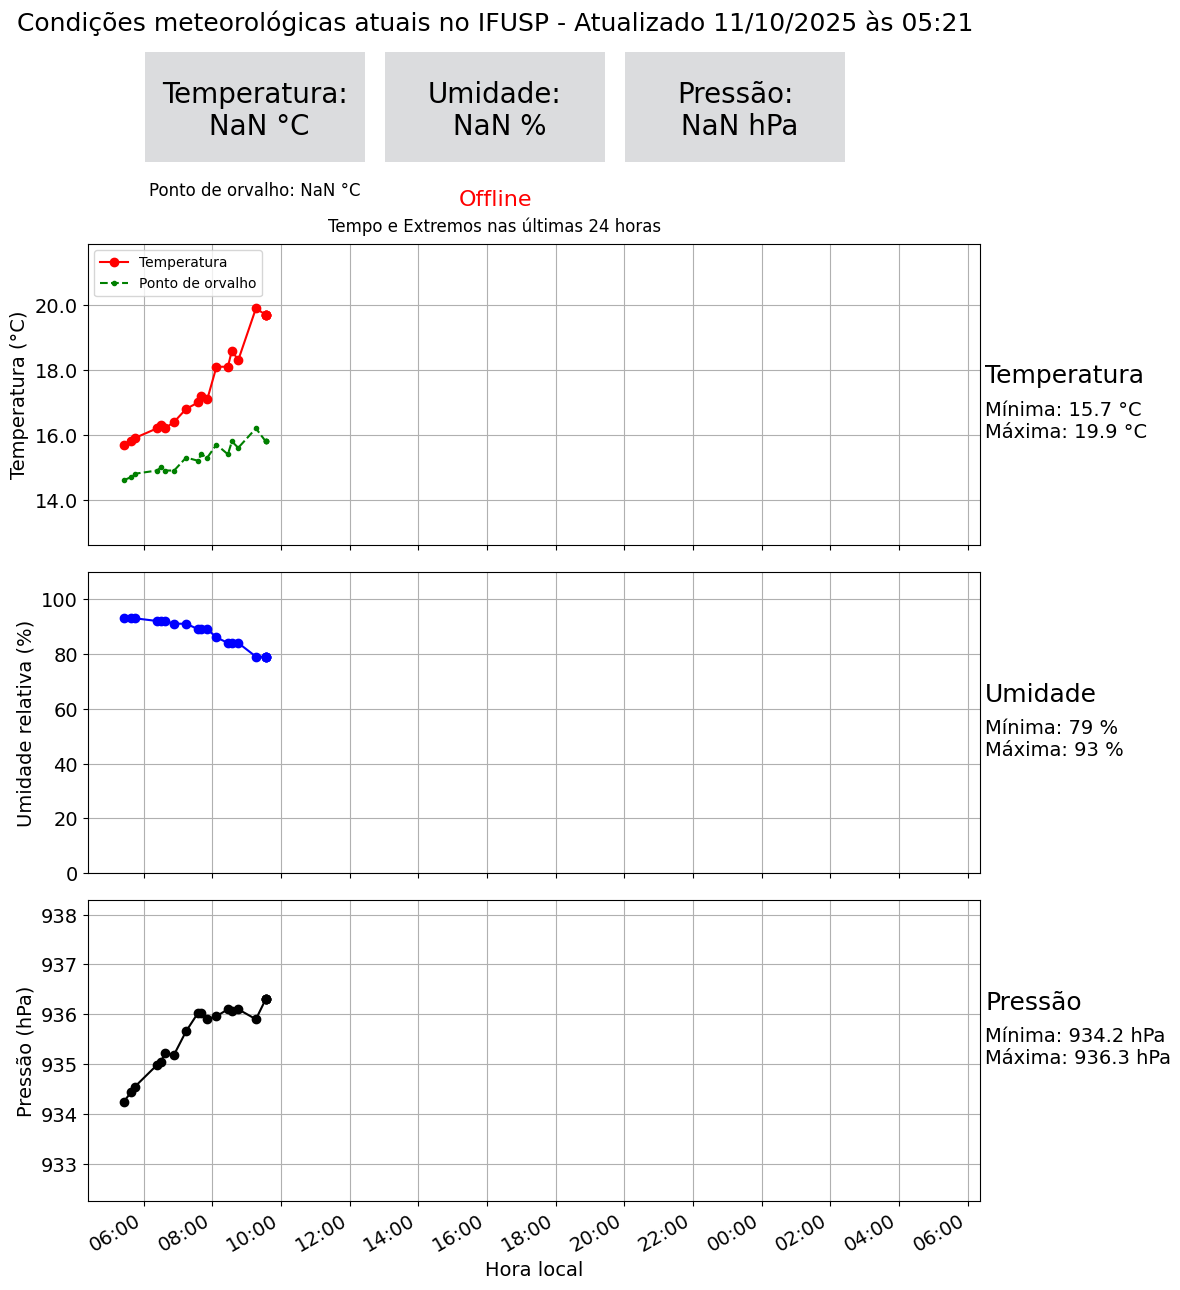 Condições meteorológicas atuais no IFUSP - Atualizado 11/10/2025 às 05:21
Temperatura:
NaN °C
Umidade:
NaN %
Pressão:
NaN hPa
Ponto de orvalho: NaN °C
Offline
Tempo e Extremos nas últimas 24 horas
Temperatura
Ponto de orvalho
Temperatura (°C)
20.0
18.0
16.0
14.0
Temperatura
Mínima: 15.7 °C
Máxima: 19.9 °C
Umidade relativa (%)
100
80
60
40
20
0
Umidade
Mínima: 79 %
Máxima: 93 %
Pressão (hPa)
938
937
936
935
934
933
Pressão
Mínima: 934.2 hPa
Máxima: 936.3 hPa
06:00 08:00 10:00 12:00 14:00 16:00 18:00 20:00 22:00 00:00 02:00 04:00 06:00
Hora local